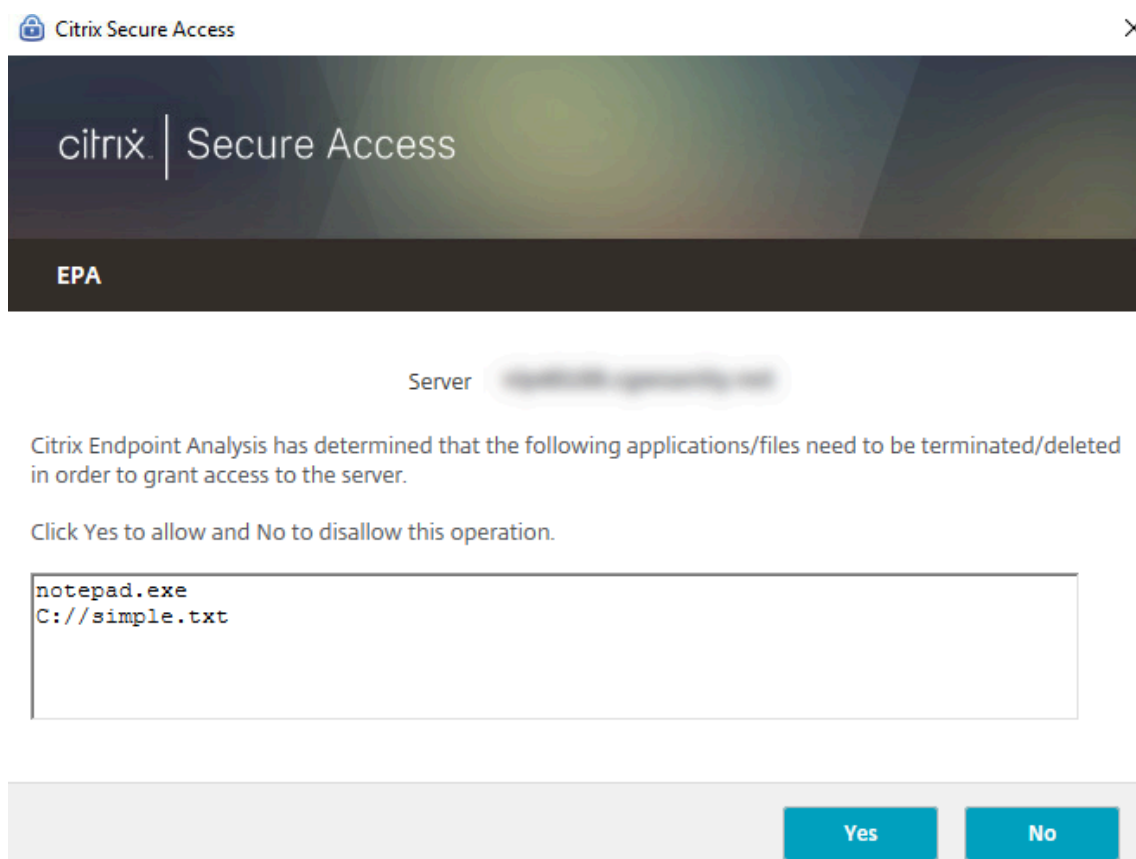 Citrix Secure Access
citrix. | Secure Access
EPA
Server
Citrix Endpoint Analysis has determined that the following applications/files need to be terminated/deleted
in order to grant access to the server.
Click Yes to allow and No to disallow this operation.
notepad.exe
C://simple.txt
Yes No